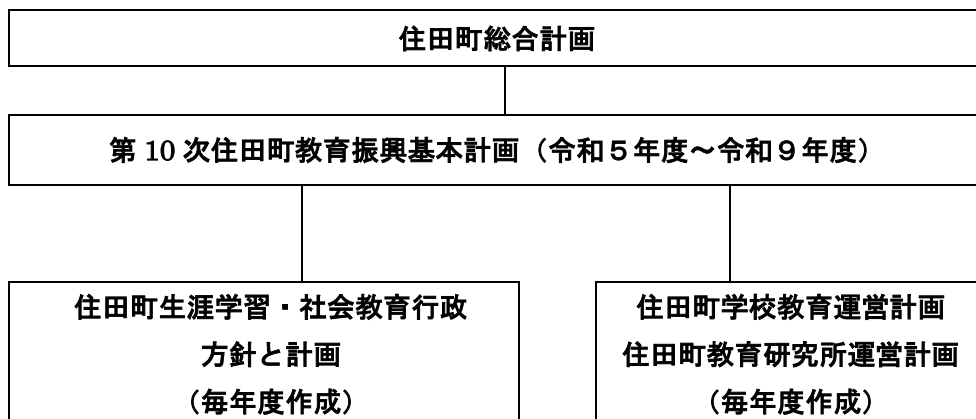 住田町総合計画
第 10 次住田町教育振興基本計画（令和５年度～令和９年度）
住田町生涯学習・社会教育行政
方針と計画
（毎年度作成）
住田町学校教育運営計画
住田町教育研究所運営計画
（毎年度作成）